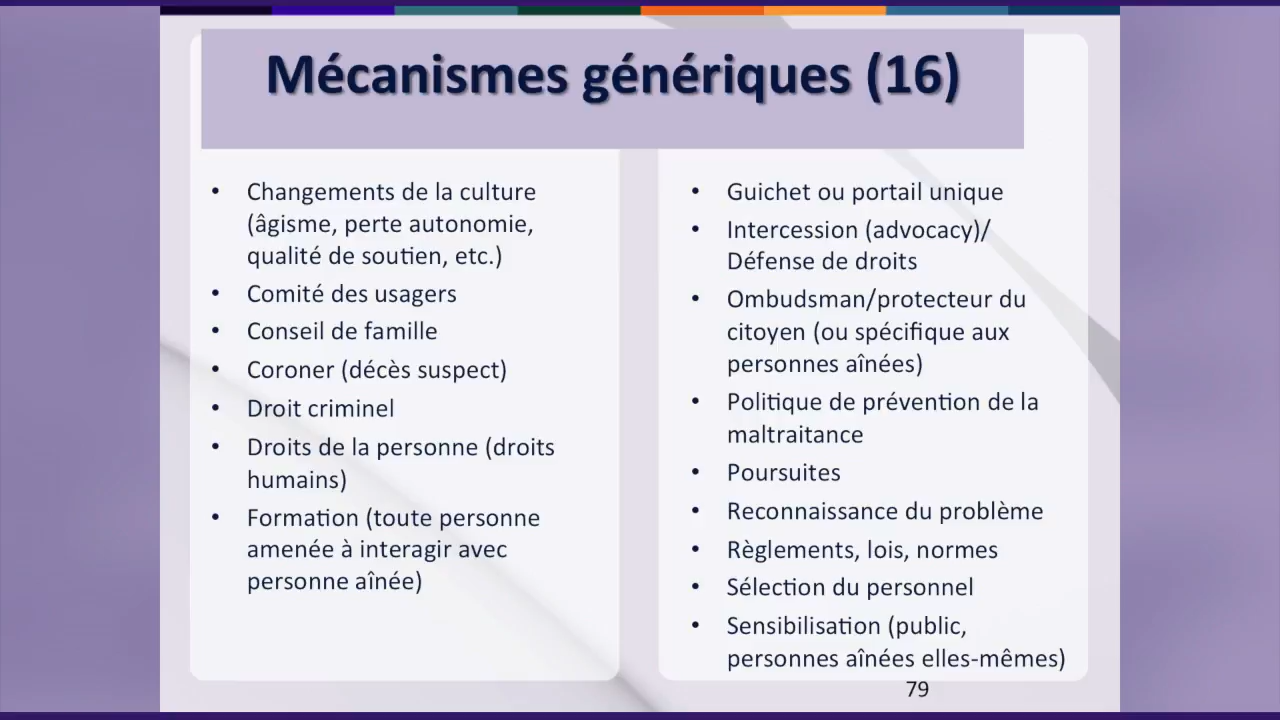 Mécanismes génériques (16)
• Changements de la culture
(âgisme, perte autonomie,
qualité de soutien, etc.)
• Comité des usagers
• Conseil de famille
• Coroner (décès suspect)
• Droit criminel
• Droits de la personne (droits
humains)
• Formation (toute personne
amenée à interagir avec
personne aînée)
• Guichet ou portail unique
• Intercession (advocacy)/
Défense de droits
• Ombudsman/protecteur du
citoyen (ou spécifique aux
personnes aînées)
• Politique de prévention de la
maltraitance
• Poursuites
• Reconnaissance du problème
• Règlements, lois, normes
• Sélection du personnel
• Sensibilisation (public,
personnes aînées elles-mêmes)
79